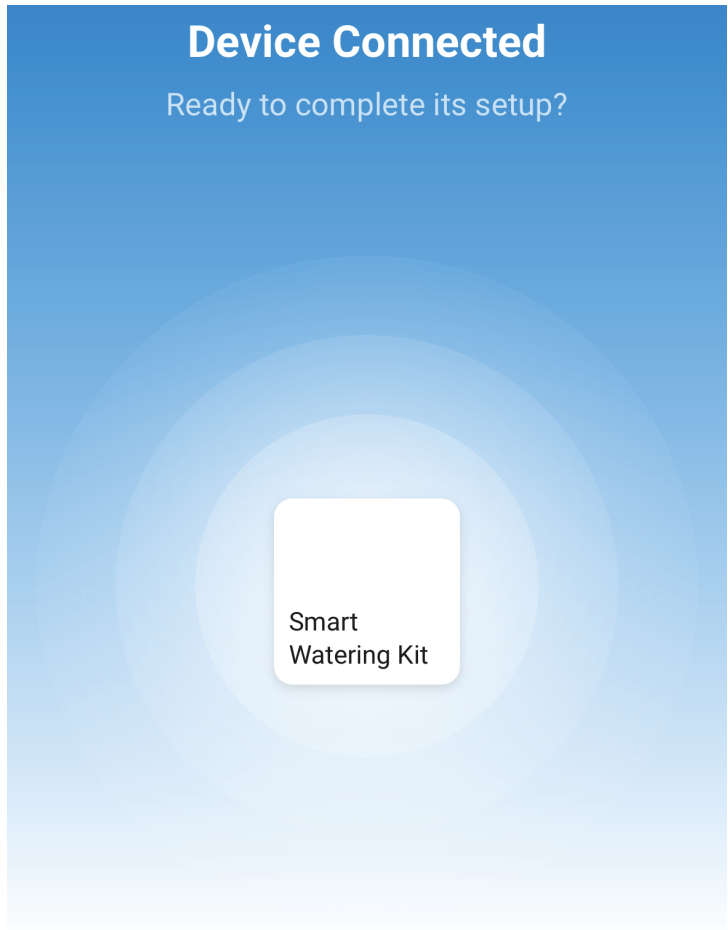 Device Connected
Ready to complete its setup?
Smart
Watering Kit